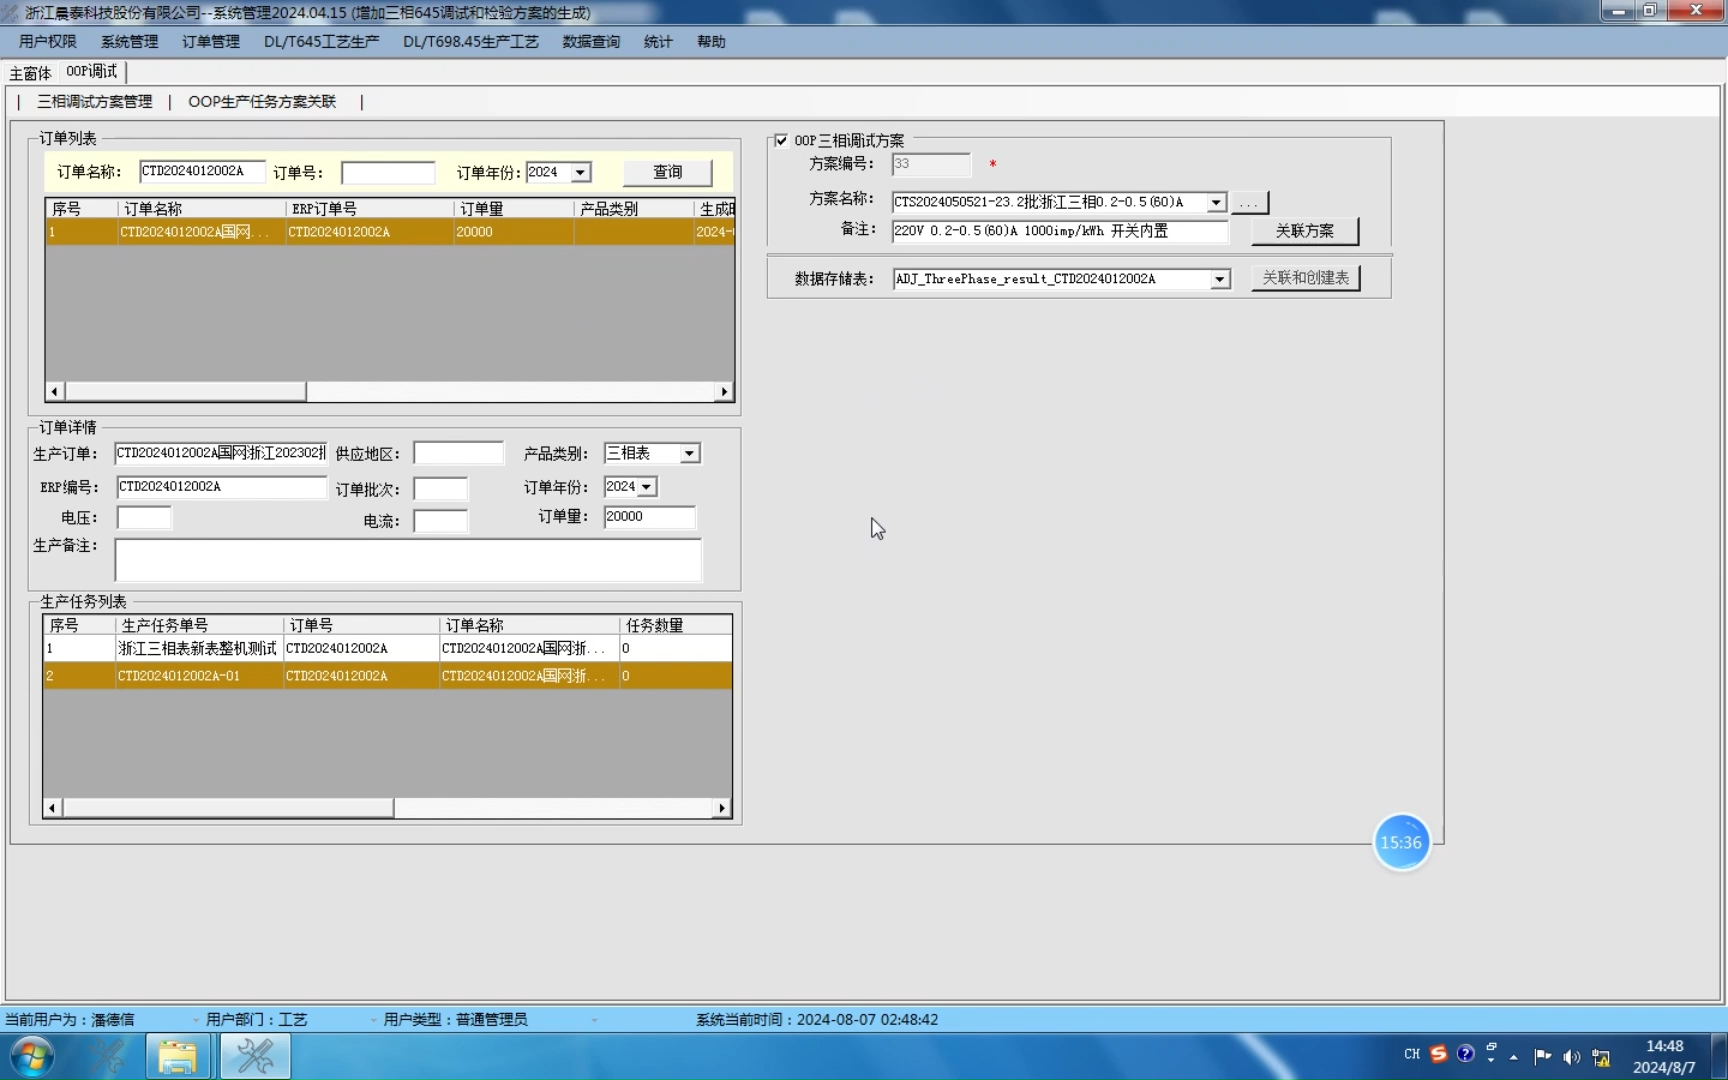 浙江晨泰科技股份有限公司--系统管理2024.04.15 (增加三相645调试和检验方案的生成)
用户权限 系统管理 订单管理 DL/T645工艺生产 DL/T698.45生产工艺 数据查询 统计 帮助
主窗体 OOP调试
| 三相调试方案管理 | OOP生产任务方案关联 |
订单列表
订单名称: CTD2024012002A 订单号: 订单年份: 2024 查询
序号 订单名称 ERP订单号 订单量 产品类别 生成时
1 CTD2024012002A国网... CTD2024012002A 20000 2024-
订单详情
生产订单: CTD2024012002A国网浙江202302批 供应地区: 产品类别: 三相表
ERP编号: CTD2024012002A 订单批次: 订单年份: 2024
电压: 电流: 订单量: 20000
生产备注:
生产任务列表
序号 生产任务单号 订单号 订单名称 任务数量
1 浙江三相表新表整机测试 CTD2024012002A CTD2024012002A国网浙... 0
2 CTD2024012002A-01 CTD2024012002A CTD2024012002A国网浙... 0
OOP三相调试方案
方案编号: 33 *
方案名称: CTS2024050521-23.2批浙江三相0.2-0.5(60)A ...
备注: 220V 0.2-0.5(60)A 1000imp/kWh 开关内置 关联方案
数据存储表: ADJ_ThreePhase_result_CTD2024012002A 关联和创建表
15:36
当前用户为：潘德信 用户部门：工艺 用户类型：普通管理员 系统当前时间：2024-08-07 02:48:42
CH
14:48
2024/8/7